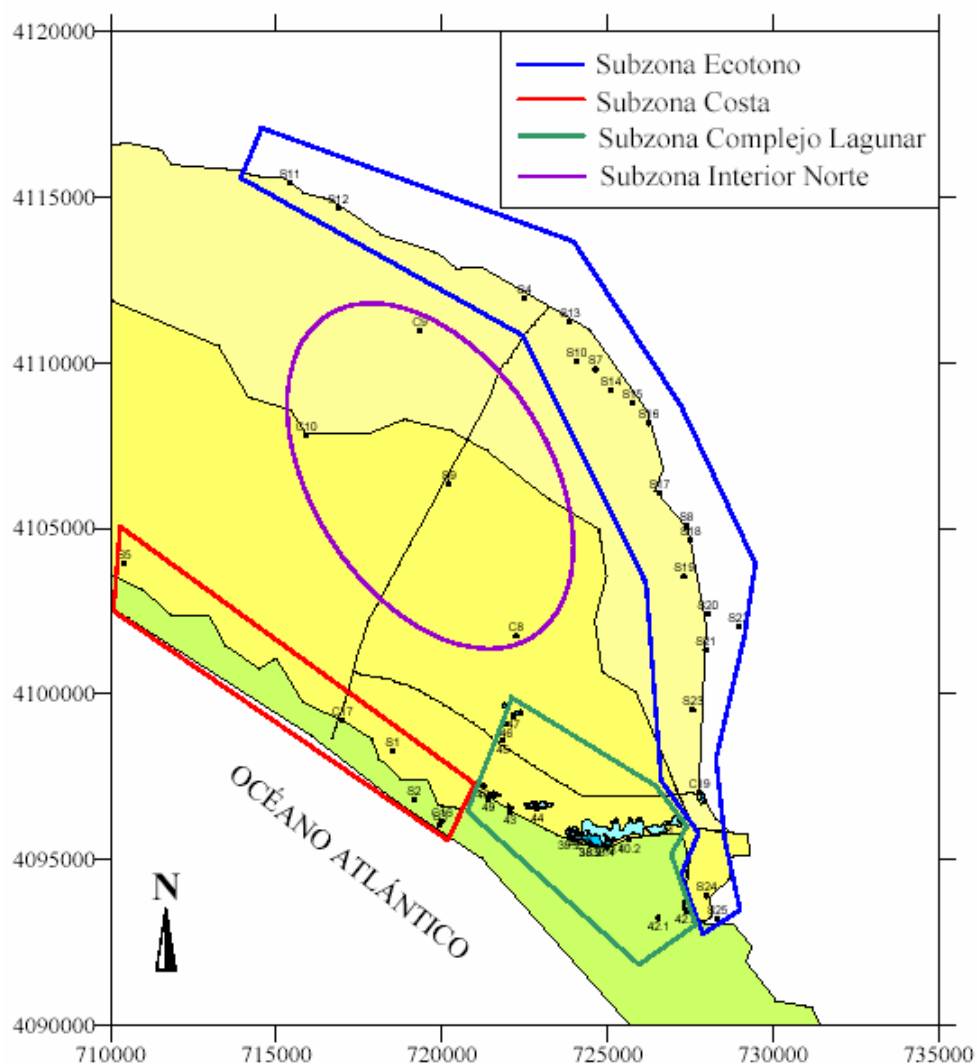 4120000
Subzona Ecotono
Subzona Costa
Subzona Complejo Lagunar
Subzona Interior Norte
4115000
S11
S12
S4
S13
C9
4110000
S10
S7
S14
S15
S16
C10
S9
S17
4105000
S8
S18
S5
S19
S20
S21
C8
4100000
S23
C17
S1
C19
S2
43
44
40.2
4095000
OCÉANO ATLÁNTICO
N
S24
S25
42.1
4090000
710000
715000
720000
725000
730000
735000